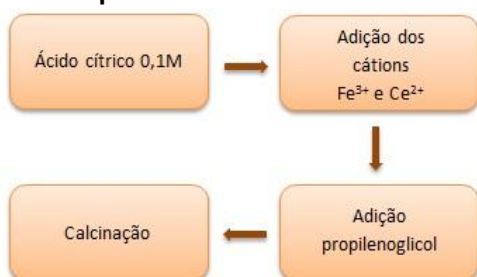 Ácido cítrico 0,1M
Adição dos
cátions
Fe³⁺ e Ce²⁺
Adição
propilenoglicol
Calcinação